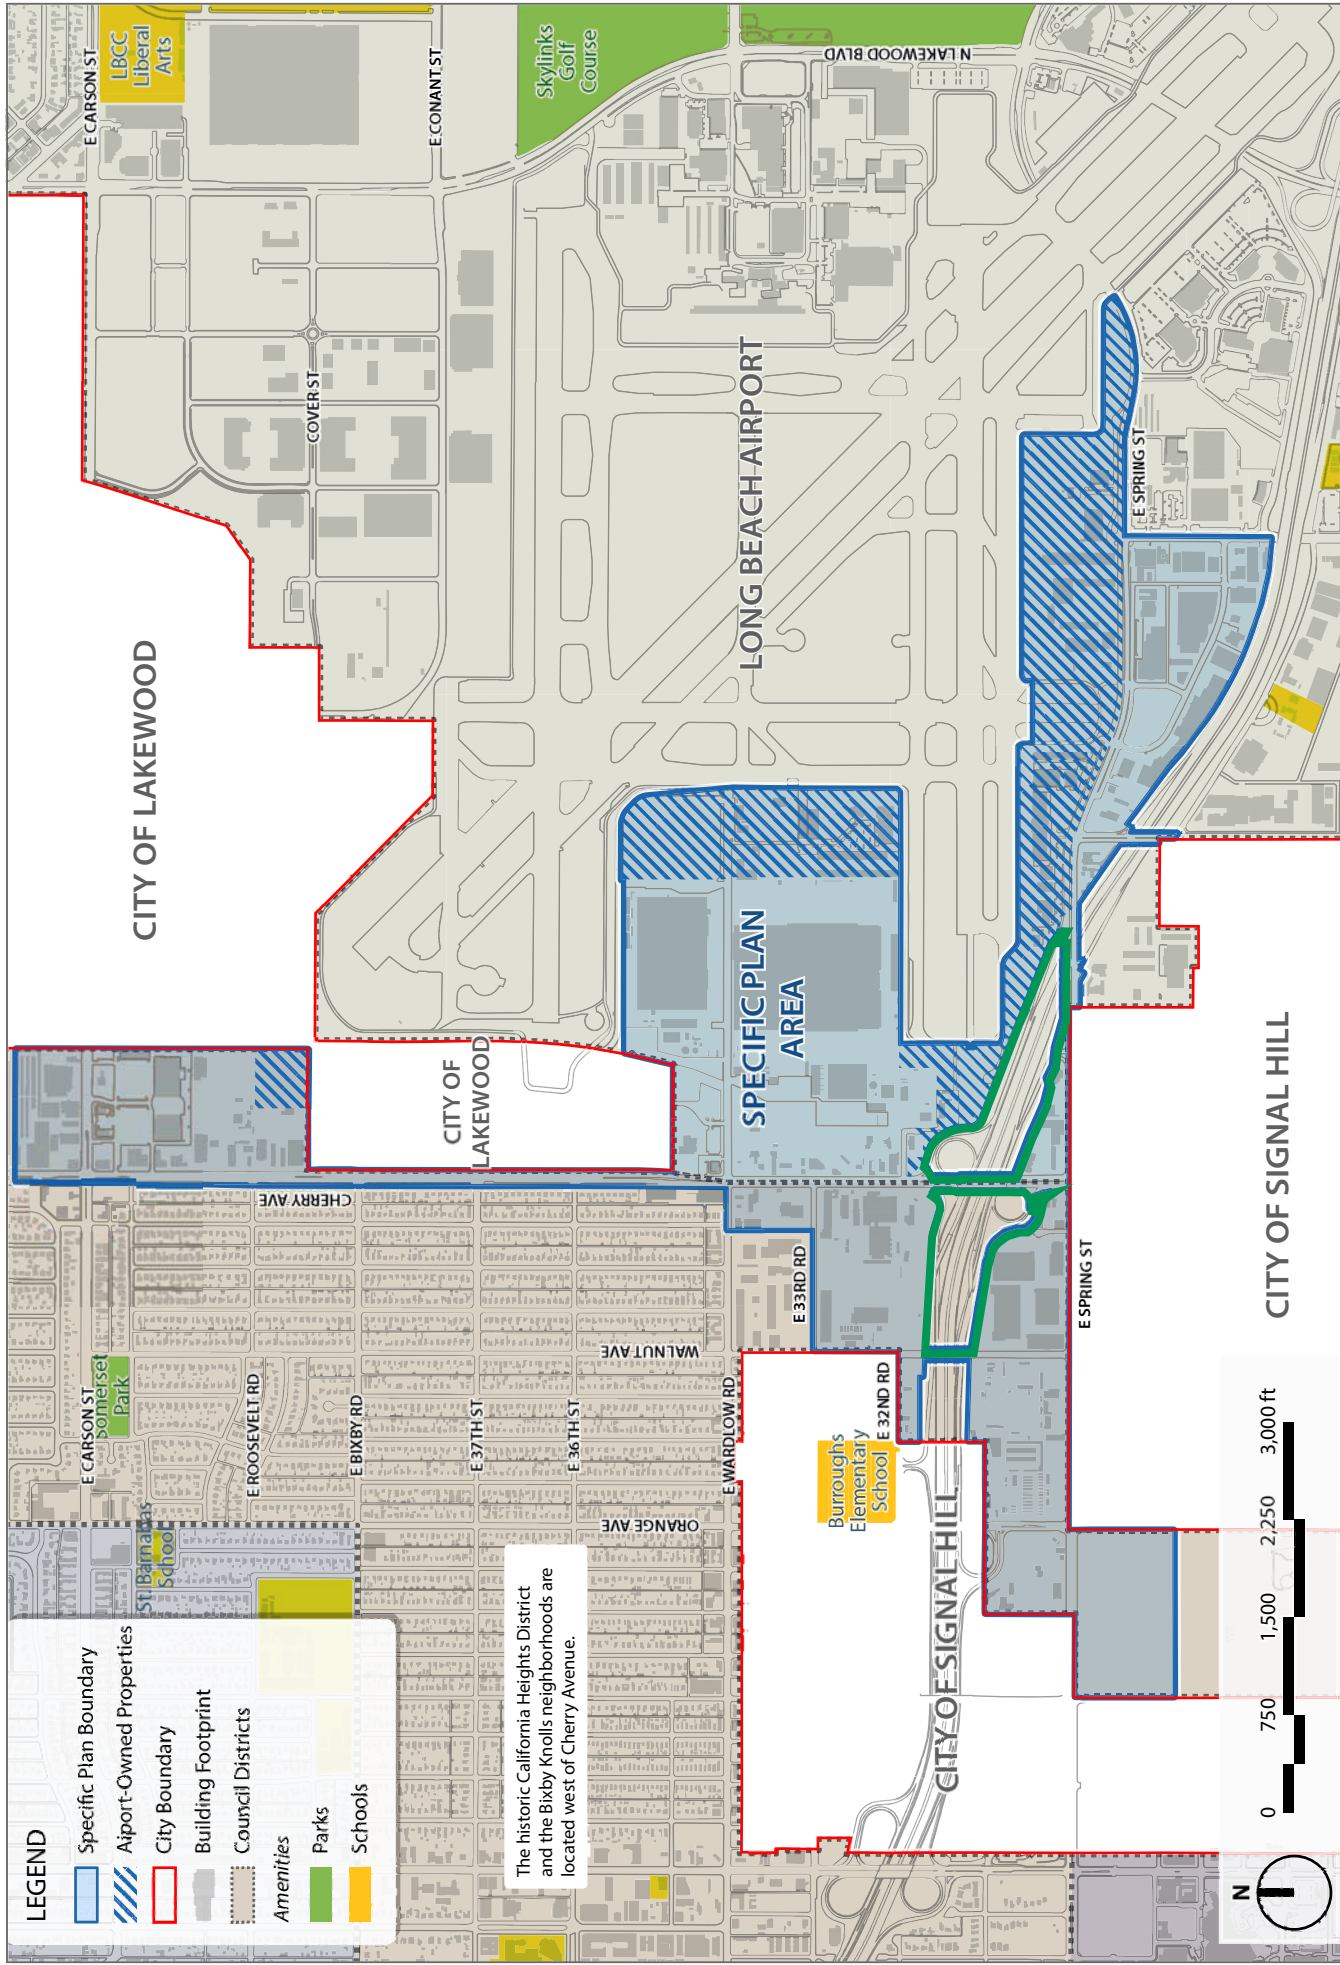 LEGEND
Specific Plan Boundary
Aiport-Owned Properties
City Boundary
Building Footprint
Council Districts
Amenities
Parks
Schools
E CARSON ST
St. Barnabas
School
E CARSON ST
Somerset
Park
E ROOSEVELT RD
E BIXBY RD
E 37TH ST
E 36TH ST
E WARDLOW RD
ORANGE AVE
WALNUT AVE
CHERRY AVE
The historic California Heights District
and the Bixby Knolls neighborhoods are
located west of Cherry Avenue.
CITY OF LAKEWOOD
CITY OF
LAKEWOOD
COVER ST
LBCC
Liberal
Arts
E CONANT ST
Skylinks
Golf
Course
N LAKEWOOD BLVD
LONG BEACH AIRPORT
SPECIFIC PLAN
AREA
E 33RD RD
E 32ND RD
Burroughs
Elementary
School
CITY OF SIGNAL HILL
E SPRING ST
E SPRING ST
CITY OF SIGNAL HILL
N
0
750
1,500
2,250
3,000 ft